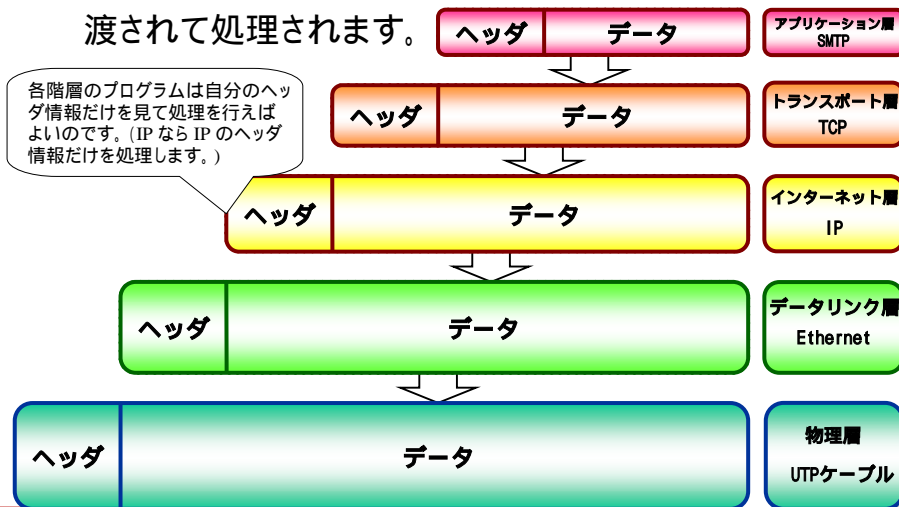 渡されて処理されます。
ヘッダ データ
アプリケーション層
SMTP
各階層のプログラムは自分のヘッ
ダ情報だけを見て処理を行えば
よいのです。(IP なら IP のヘッダ
情報だけを処理します。)
ヘッダ データ
トランスポート層
TCP
ヘッダ データ
インターネット層
IP
ヘッダ データ
データリンク層
Ethernet
ヘッダ データ
物理層
UTPケーブル